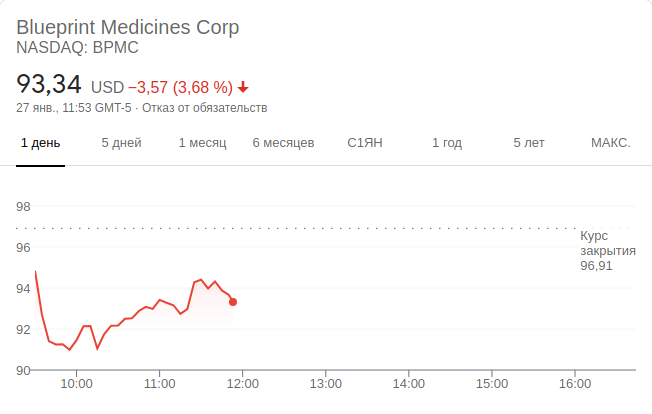 Blueprint Medicines Corp
NASDAQ: BPMC
93,34 USD −3,57 (3,68 %)
27 янв., 11:53 GMT-5 · Отказ от обязательств
1 день 5 дней 1 месяц 6 месяцев С1ЯН 1 год 5 лет МАКС.
98
96
94
92
90
Курс
закрытия
96,91
10:00 11:00 12:00 13:00 14:00 15:00 16:00